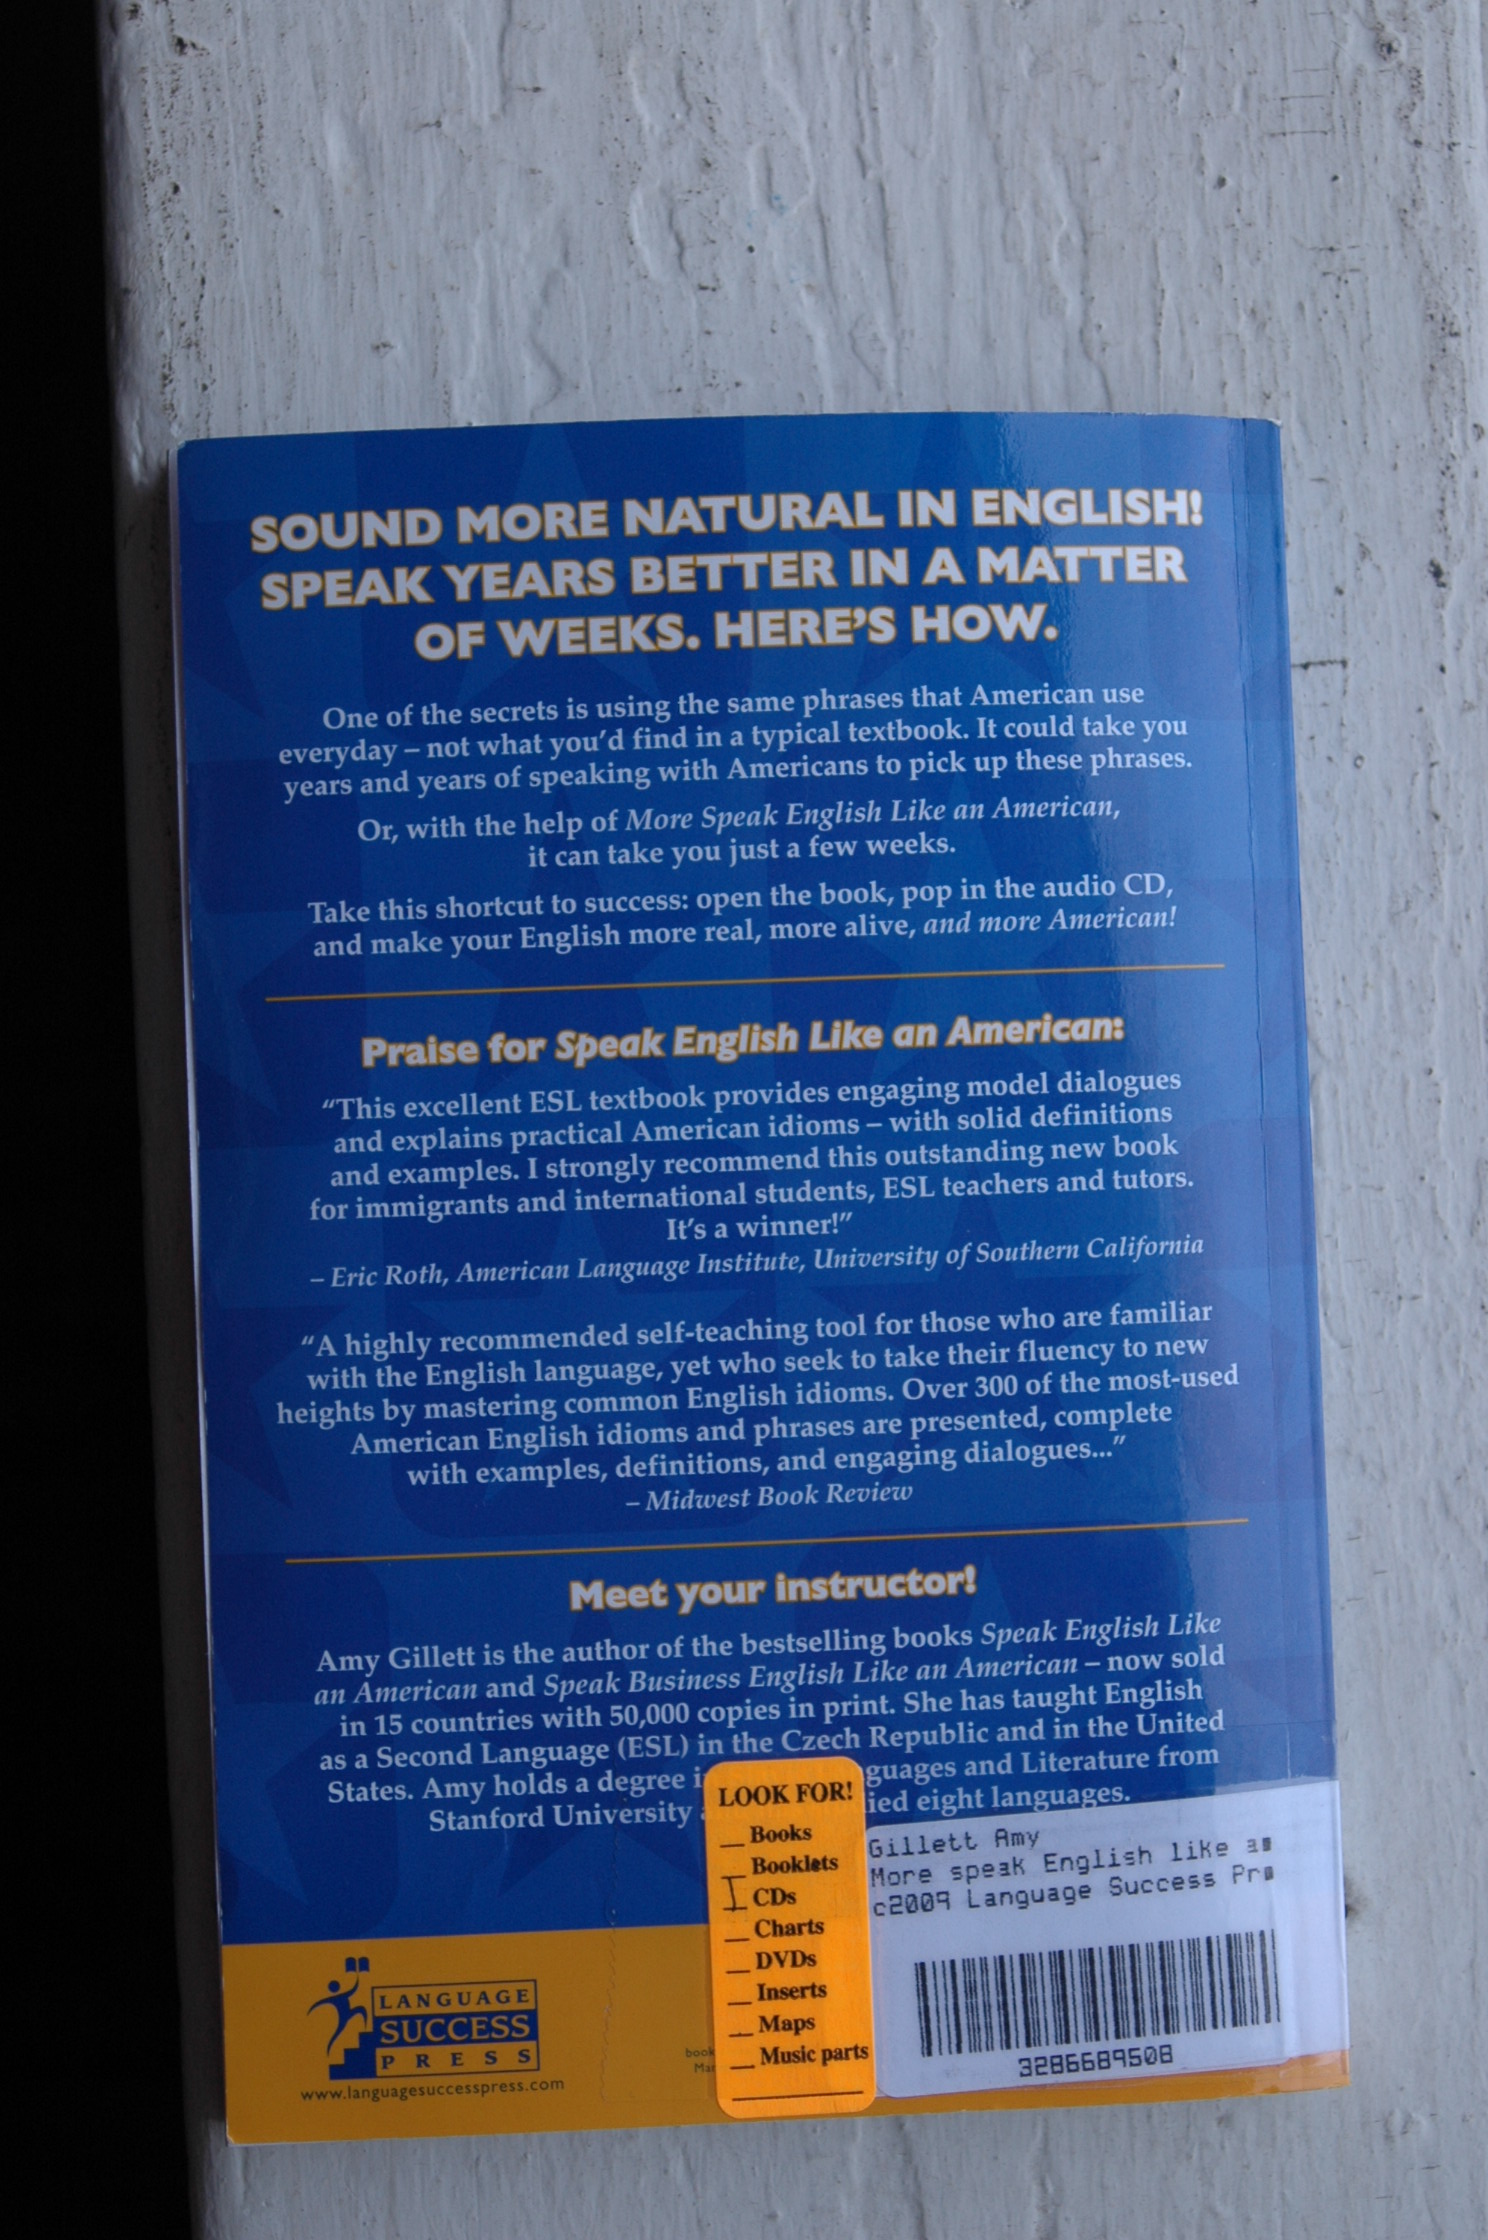 SOUND MORE NATURAL IN ENGLISH!
SPEAK YEARS BETTER IN A MATTER
OF WEEKS. HERE'S HOW.
One of the secrets is using the same phrases that American use
everyday – not what you'd find in a typical textbook. It could take you
years and years of speaking with Americans to pick up these phrases.
Or, with the help of More Speak English Like an American,
it can take you just a few weeks.
Take this shortcut to success: open the book, pop in the audio CD,
and make your English more real, more alive, and more American!
Praise for Speak English Like an American:
"This excellent ESL textbook provides engaging model dialogues
and explains practical American idioms – with solid definitions
and examples. I strongly recommend this outstanding new book
for immigrants and international students, ESL teachers and tutors.
It's a winner!"
– Eric Roth, American Language Institute, University of Southern California
"A highly recommended self-teaching tool for those who are familiar
with the English language, yet who seek to take their fluency to new
heights by mastering common English idioms. Over 300 of the most-used
American English idioms and phrases are presented, complete
with examples, definitions, and engaging dialogues..."
– Midwest Book Review
Meet your instructor!
Amy Gillett is the author of the bestselling books Speak English Like
an American and Speak Business English Like an American – now sold
in 15 countries with 50,000 copies in print. She has taught English
as a Second Language (ESL) in the Czech Republic and in the United
States. Amy holds a degree guages and Literature from
Stanford University ied eight languages.
LOOK FOR!
_ Books
_ Booklets
I CDs
_ Charts
_ DVDs
_ Inserts
_ Maps
_ Music parts
Gillett Amy
More speak English like a
c2009 Language Success Pr
3286689508
LANGUAGE
SUCCESS
PRESS
www.languagesuccesspress.com
book
Mar